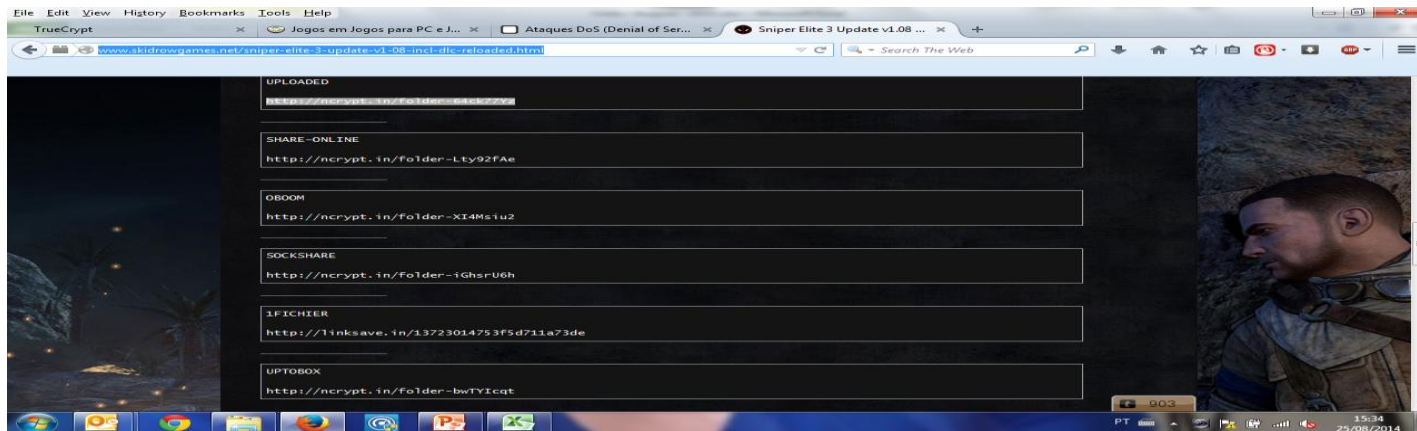 File Edit View History Bookmarks Tools Help
TrueCrypt
Jogos em Jogos para PC e J...
Ataques DoS (Denial of Ser...
Sniper Elite 3 Update v1.08 ...
www.skidrowgames.net/sniper-elite-3-update-v1-08-incl-dlc-reloaded.html
Search The Web
ABP
UPLOADED
http://ncrypt.in/folder-64ck77Yz
SHARE-ONLINE
http://ncrypt.in/folder-Lty92fAe
OBOOM
http://ncrypt.in/folder-XI4Msiu2
SOCKSHARE
http://ncrypt.in/folder-iGhsrU6h
1FICHIER
http://linksave.in/13723014753f5d711a73de
UPTOBOX
http://ncrypt.in/folder-bwTYIcqt
903
PT
15:34
25/08/2014